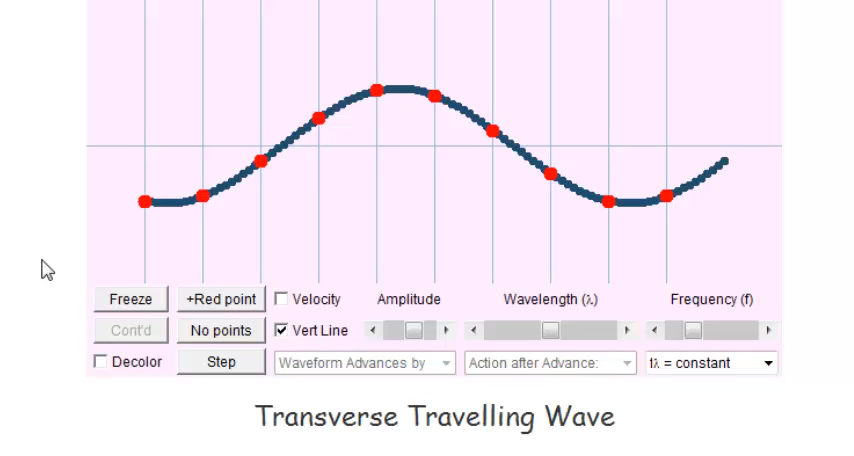 Freeze +Red point Velocity Amplitude Wavelength (λ) Frequency (f)
Cont'd No points Vert Line
Decolor Step Waveform Advances by Action after Advance: fλ = constant
Transverse Travelling Wave